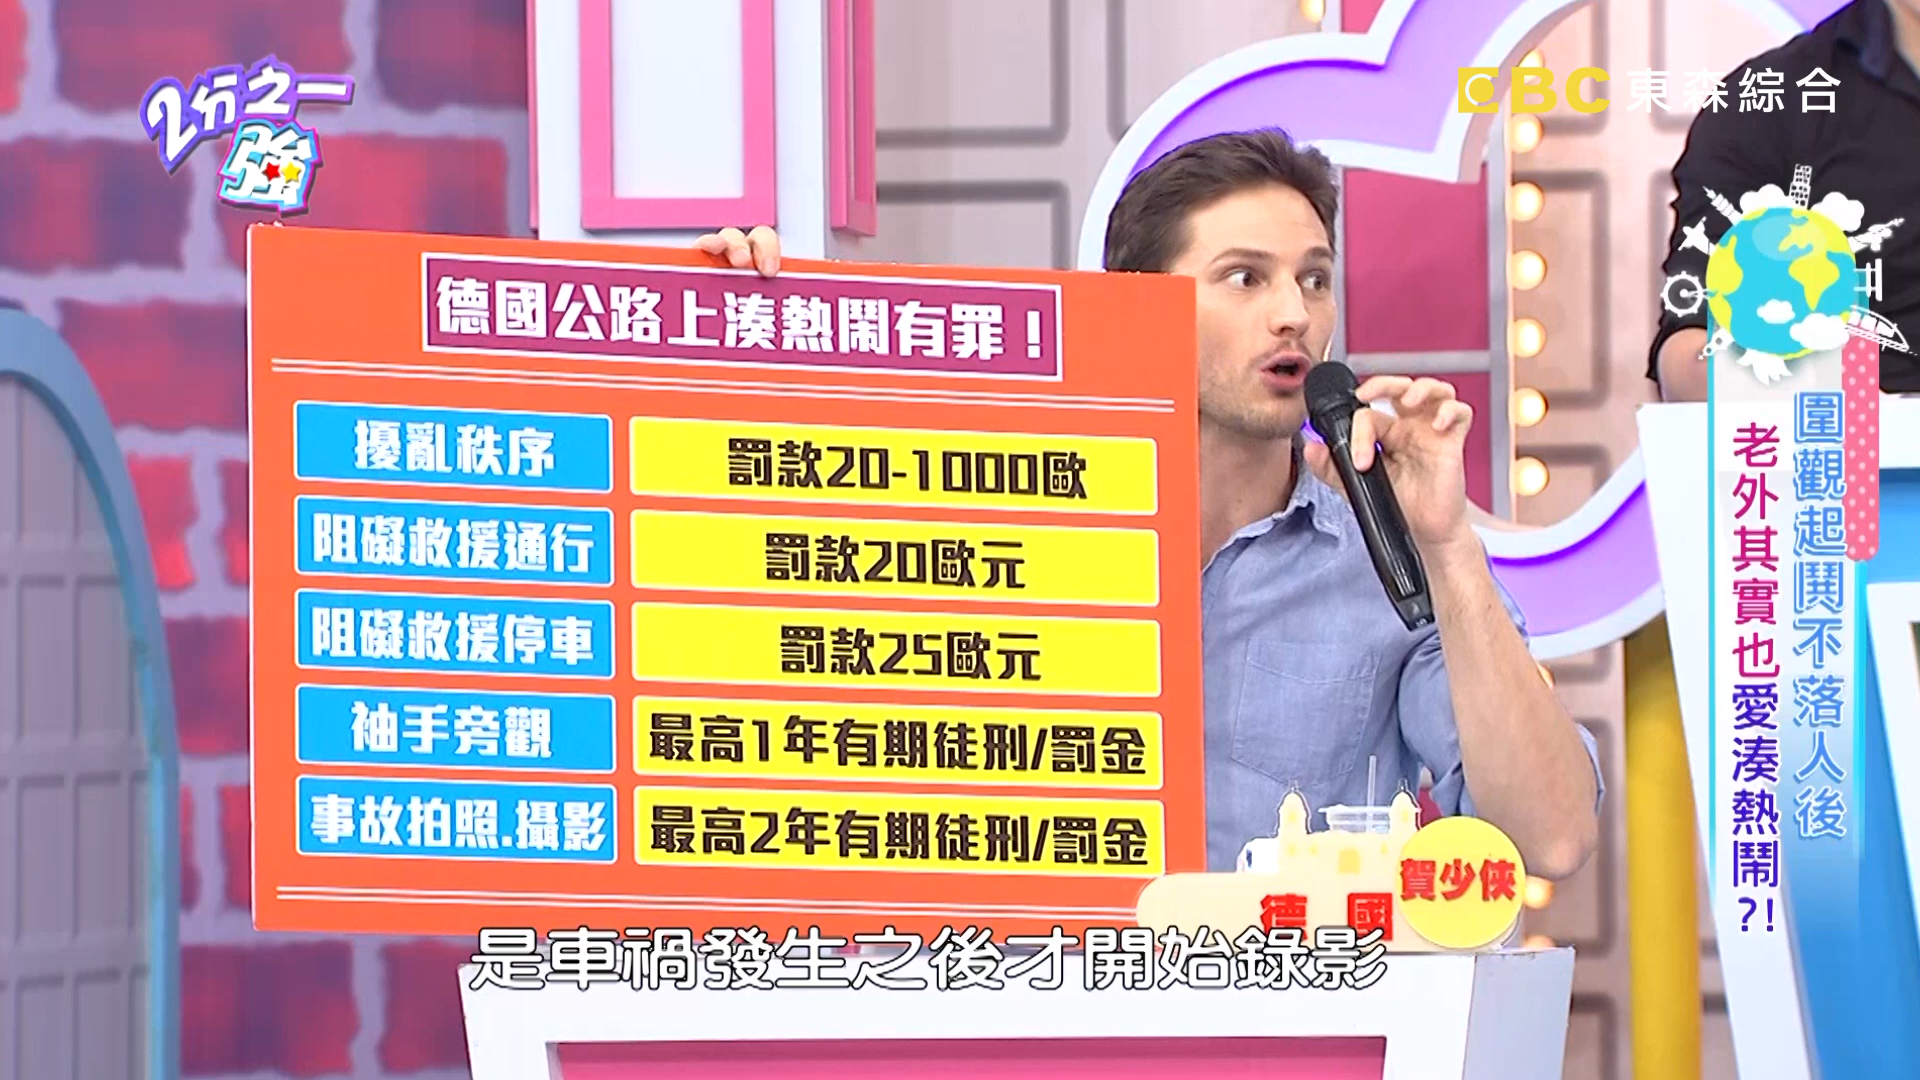 2分之一
強
EBC 東森綜合
德國公路上湊熱鬧有罪！
擾亂秩序
罰款20-1000歐
阻礙救援通行
罰款20歐元
阻礙救援停車
罰款25歐元
袖手旁觀
最高1年有期徒刑/罰金
事故拍照.攝影
最高2年有期徒刑/罰金
圍觀起鬨不落人後
老外其實也愛湊熱鬧?!
德國
賀少俠
是車禍發生之後才開始錄影